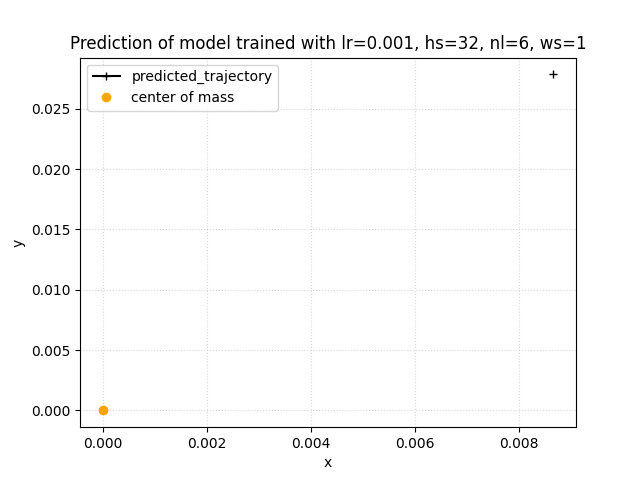 Prediction of model trained with lr=0.001, hs=32, nl=6, ws=1
predicted_trajectory
center of mass
0.025
0.020
0.015
0.010
0.005
0.000
y
0.000 0.002 0.004 0.006 0.008
x